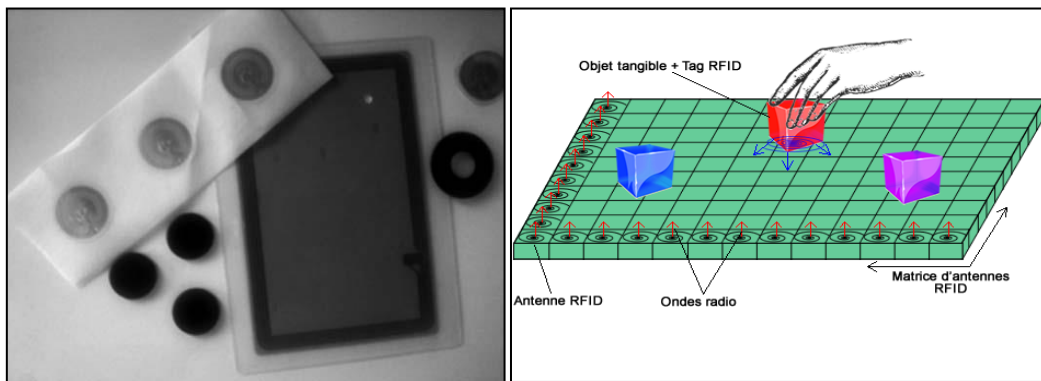 Objet tangible + Tag RFID
Antenne RFID
Ondes radio
Matrice d'antennes
RFID